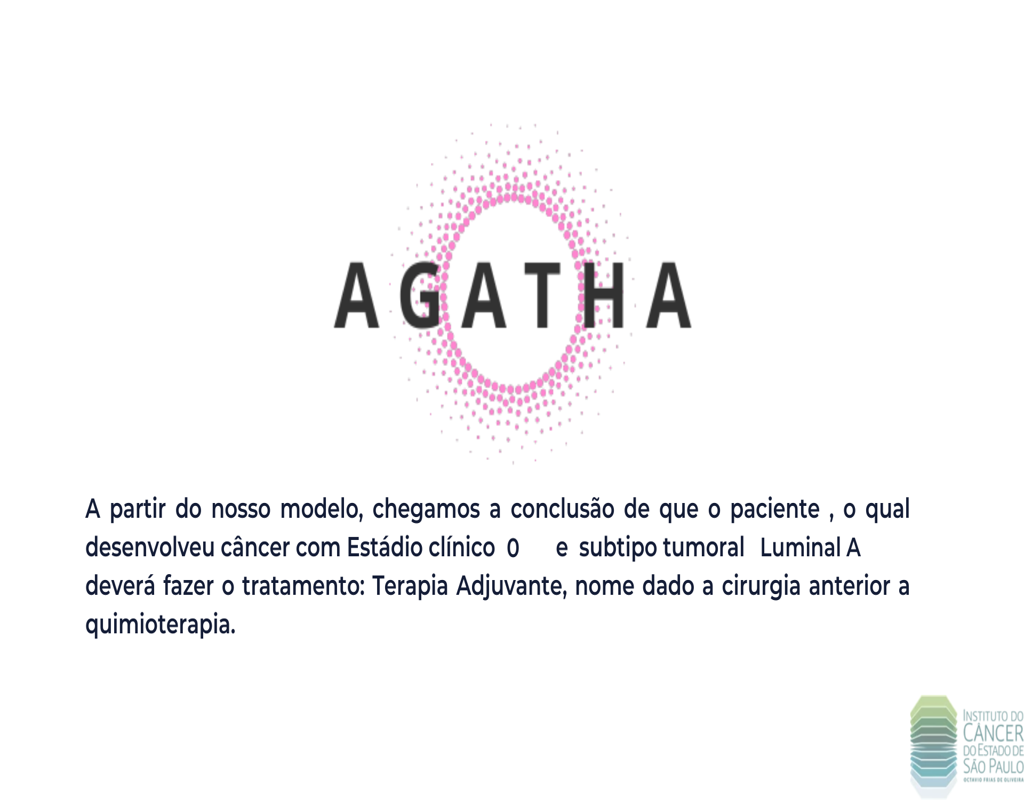 AGATHA
A partir do nosso modelo, chegamos a conclusão de que o paciente , o qual
desenvolveu câncer com Estádio clínico 0 e subtipo tumoral Luminal A
deverá fazer o tratamento: Terapia Adjuvante, nome dado a cirurgia anterior a
quimioterapia.
INSTITUTO DO
CÂNCER
DO ESTADO DE
SÃO PAULO
OCTAVIO FRIAS DE OLIVEIRA